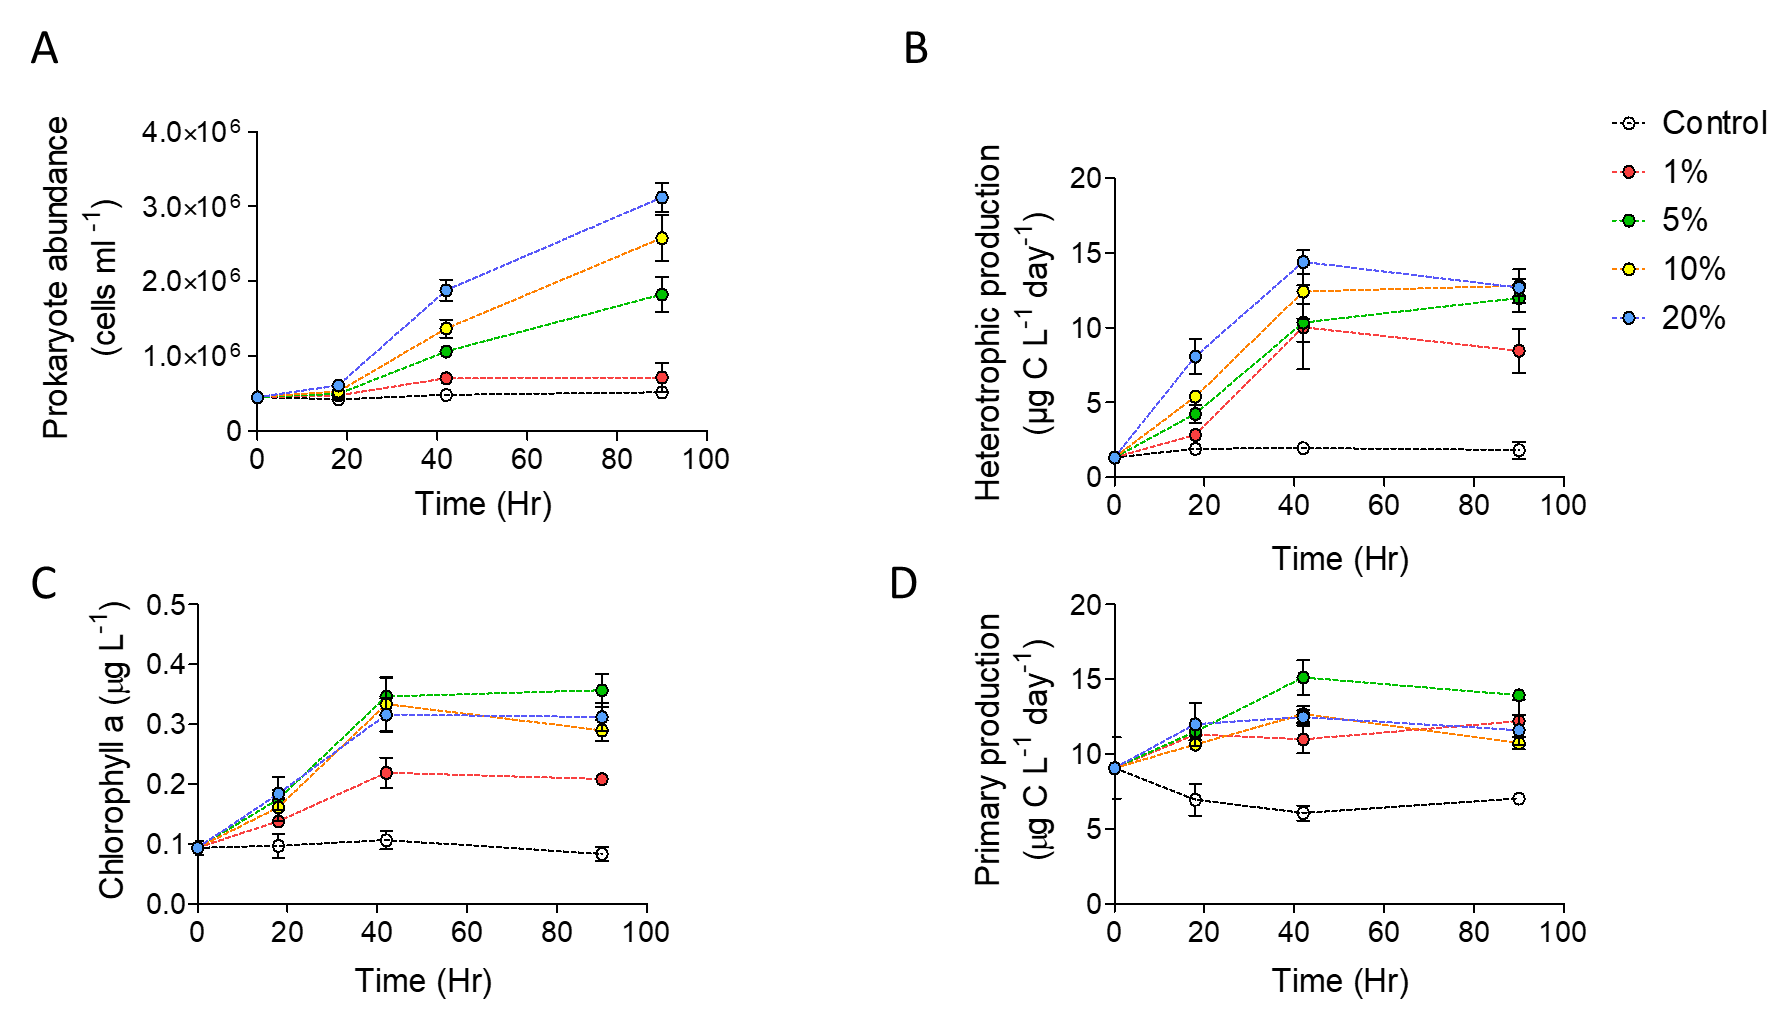 A
Prokaryote abundance
(cells ml⁻¹)
4.0×10⁶
3.0×10⁶
2.0×10⁶
1.0×10⁶
0
0 20 40 60 80 100
Time (Hr)
B
Heterotrophic production
(µg C L⁻¹ day⁻¹)
20
15
10
5
0
0 20 40 60 80 100
Time (Hr)
Control
1%
5%
10%
20%
C
Chlorophyll a (µg L⁻¹)
0.5
0.4
0.3
0.2
0.1
0.0
0 20 40 60 80 100
Time (Hr)
D
Primary production
(µg C L⁻¹ day⁻¹)
20
15
10
5
0
0 20 40 60 80 100
Time (Hr)